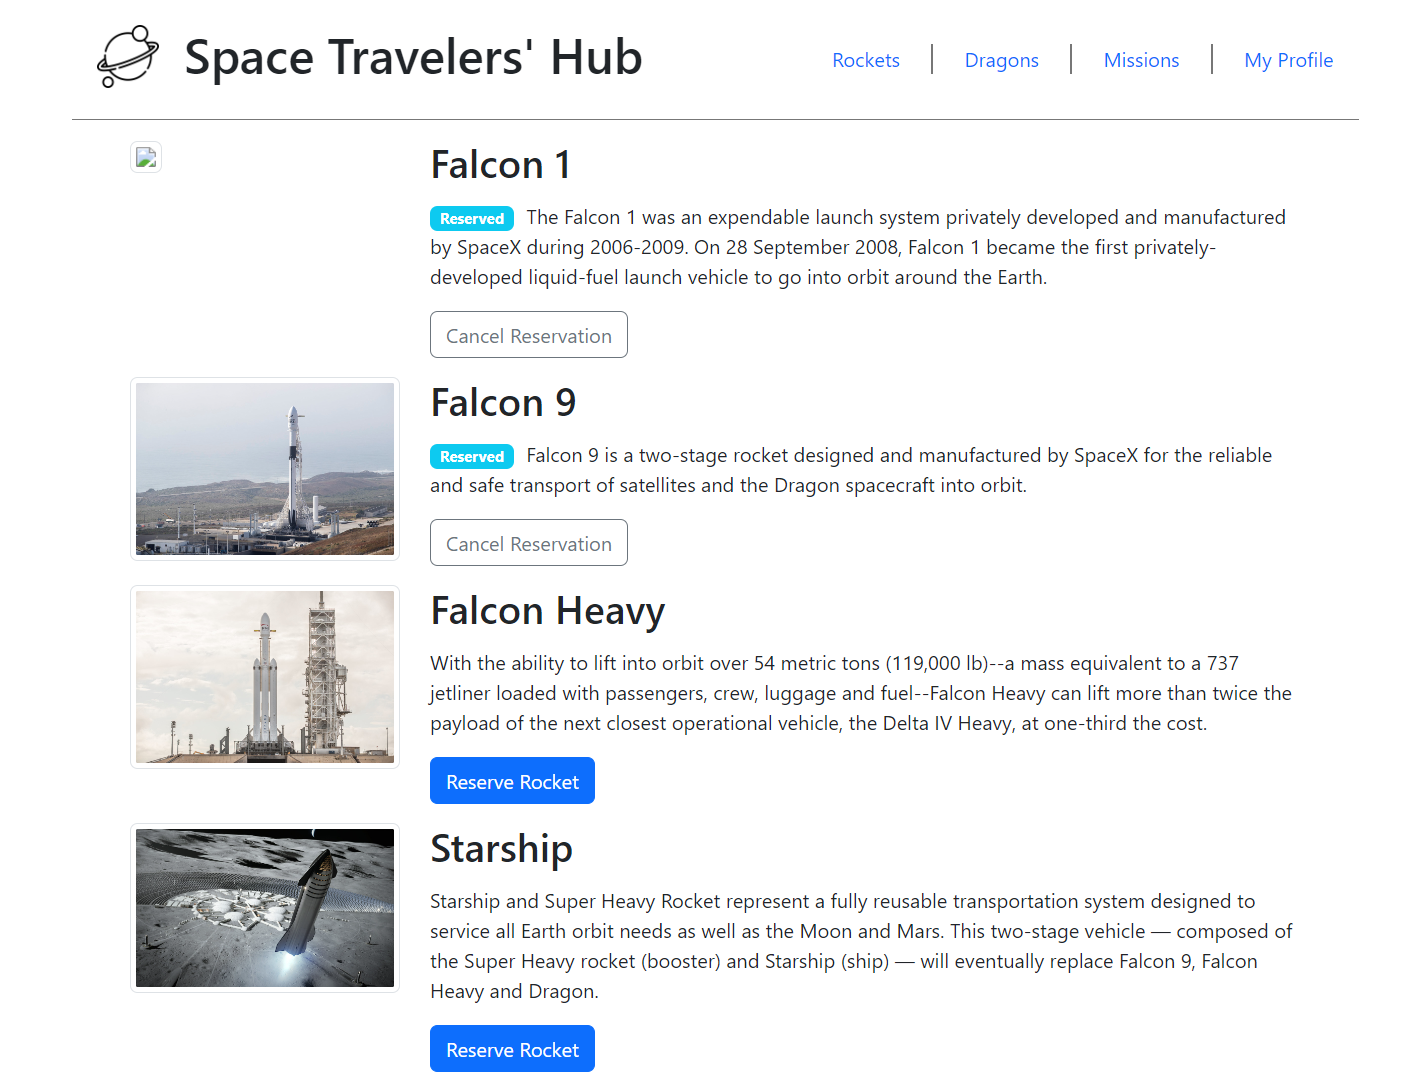 Space Travelers' Hub
Rockets
Dragons
Missions
My Profile
Falcon 1
Reserved The Falcon 1 was an expendable launch system privately developed and manufactured
by SpaceX during 2006-2009. On 28 September 2008, Falcon 1 became the first privately-
developed liquid-fuel launch vehicle to go into orbit around the Earth.
Cancel Reservation
Falcon 9
Reserved Falcon 9 is a two-stage rocket designed and manufactured by SpaceX for the reliable
and safe transport of satellites and the Dragon spacecraft into orbit.
Cancel Reservation
Falcon Heavy
With the ability to lift into orbit over 54 metric tons (119,000 lb)--a mass equivalent to a 737
jetliner loaded with passengers, crew, luggage and fuel--Falcon Heavy can lift more than twice the
payload of the next closest operational vehicle, the Delta IV Heavy, at one-third the cost.
Reserve Rocket
Starship
Starship and Super Heavy Rocket represent a fully reusable transportation system designed to
service all Earth orbit needs as well as the Moon and Mars. This two-stage vehicle — composed of
the Super Heavy rocket (booster) and Starship (ship) — will eventually replace Falcon 9, Falcon
Heavy and Dragon.
Reserve Rocket